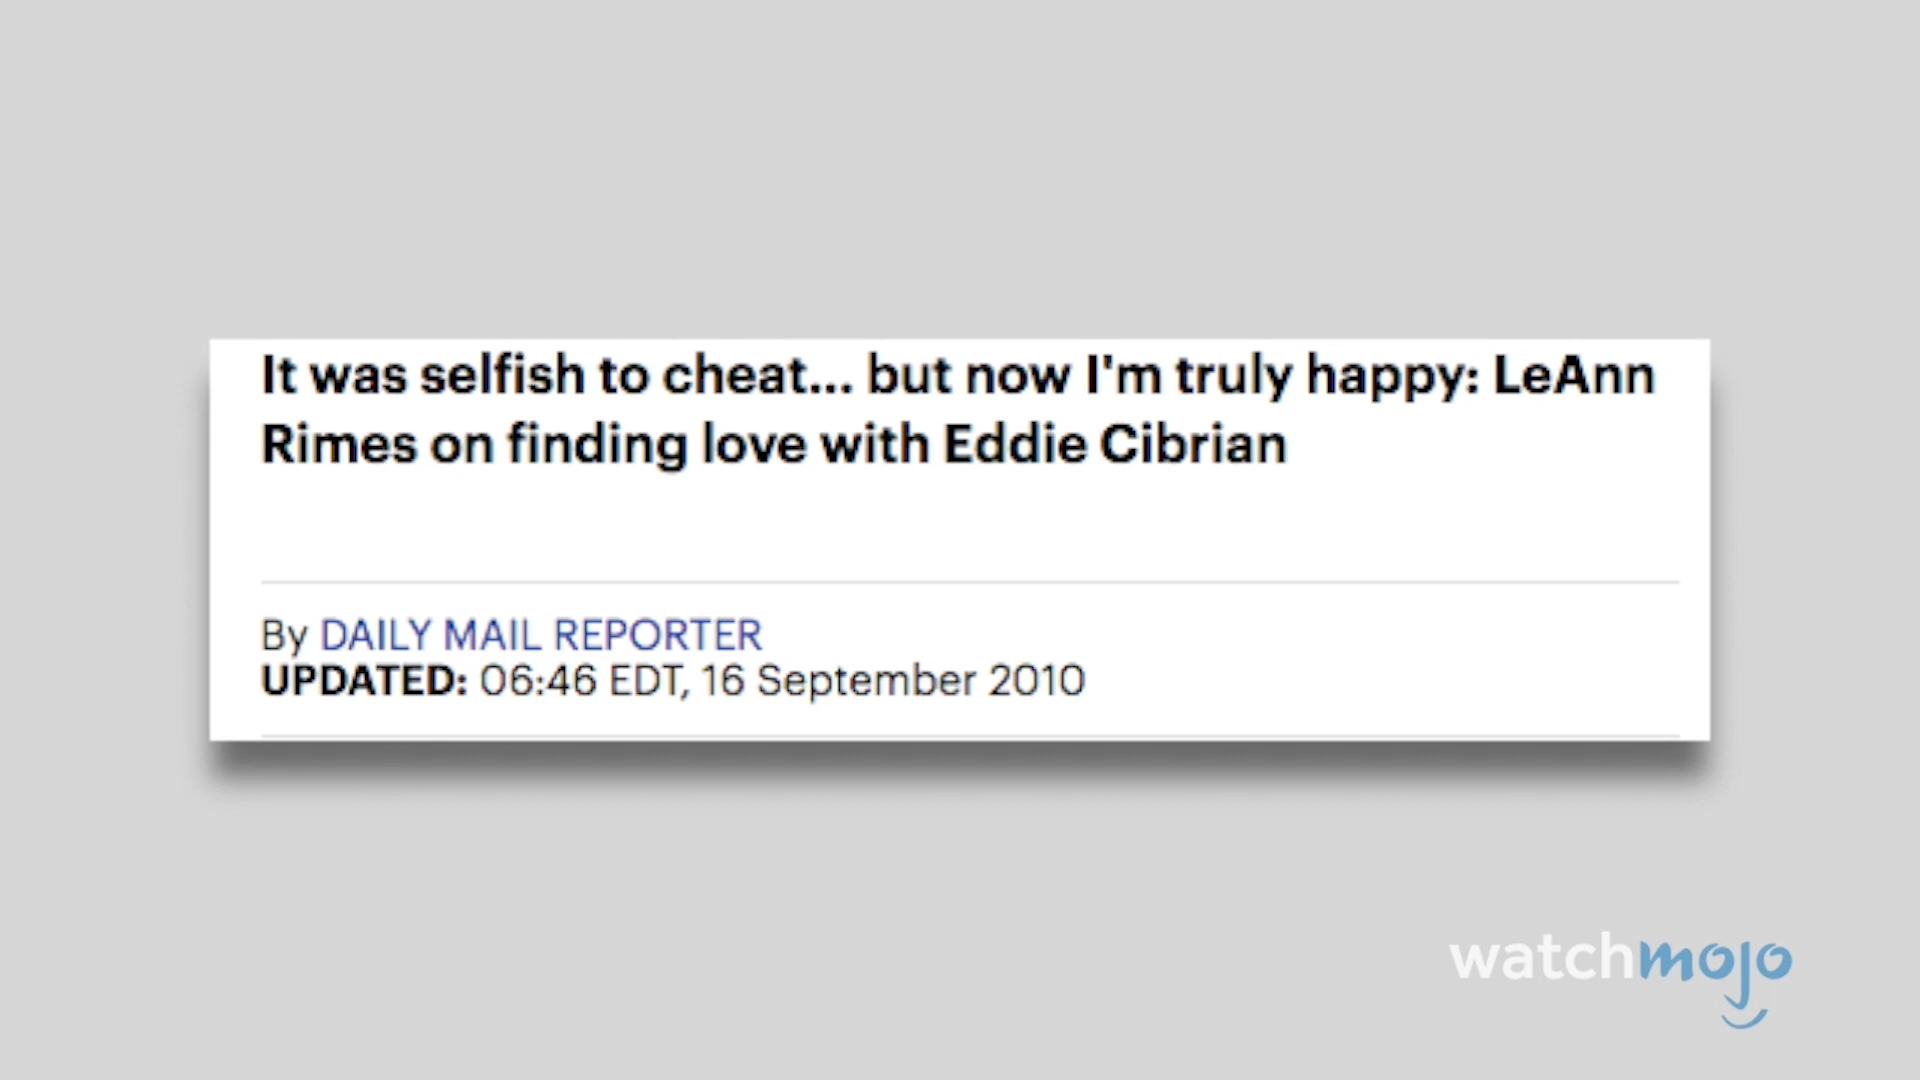 It was selfish to cheat... but now I'm truly happy: LeAnn
Rimes on finding love with Eddie Cibrian
By DAILY MAIL REPORTER
UPDATED: 06:46 EDT, 16 September 2010
watchmojo